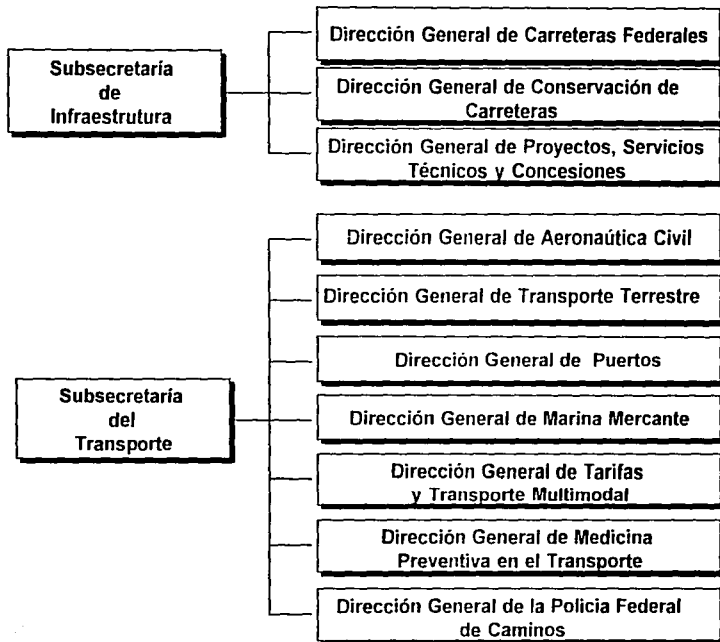 Subsecretaría
de
Infraestrutura
Dirección General de Carreteras Federales
Dirección General de Conservación de
Carreteras
Dirección General de Proyectos, Servicios
Técnicos y Concesiones
Subsecretaría
del
Transporte
Dirección General de Aeronaútica Civil
Dirección General de Transporte Terrestre
Dirección General de Puertos
Dirección General de Marina Mercante
Dirección General de Tarifas
y Transporte Multimodal
Dirección General de Medicina
Preventiva en el Transporte
Dirección General de la Policia Federal
de Caminos